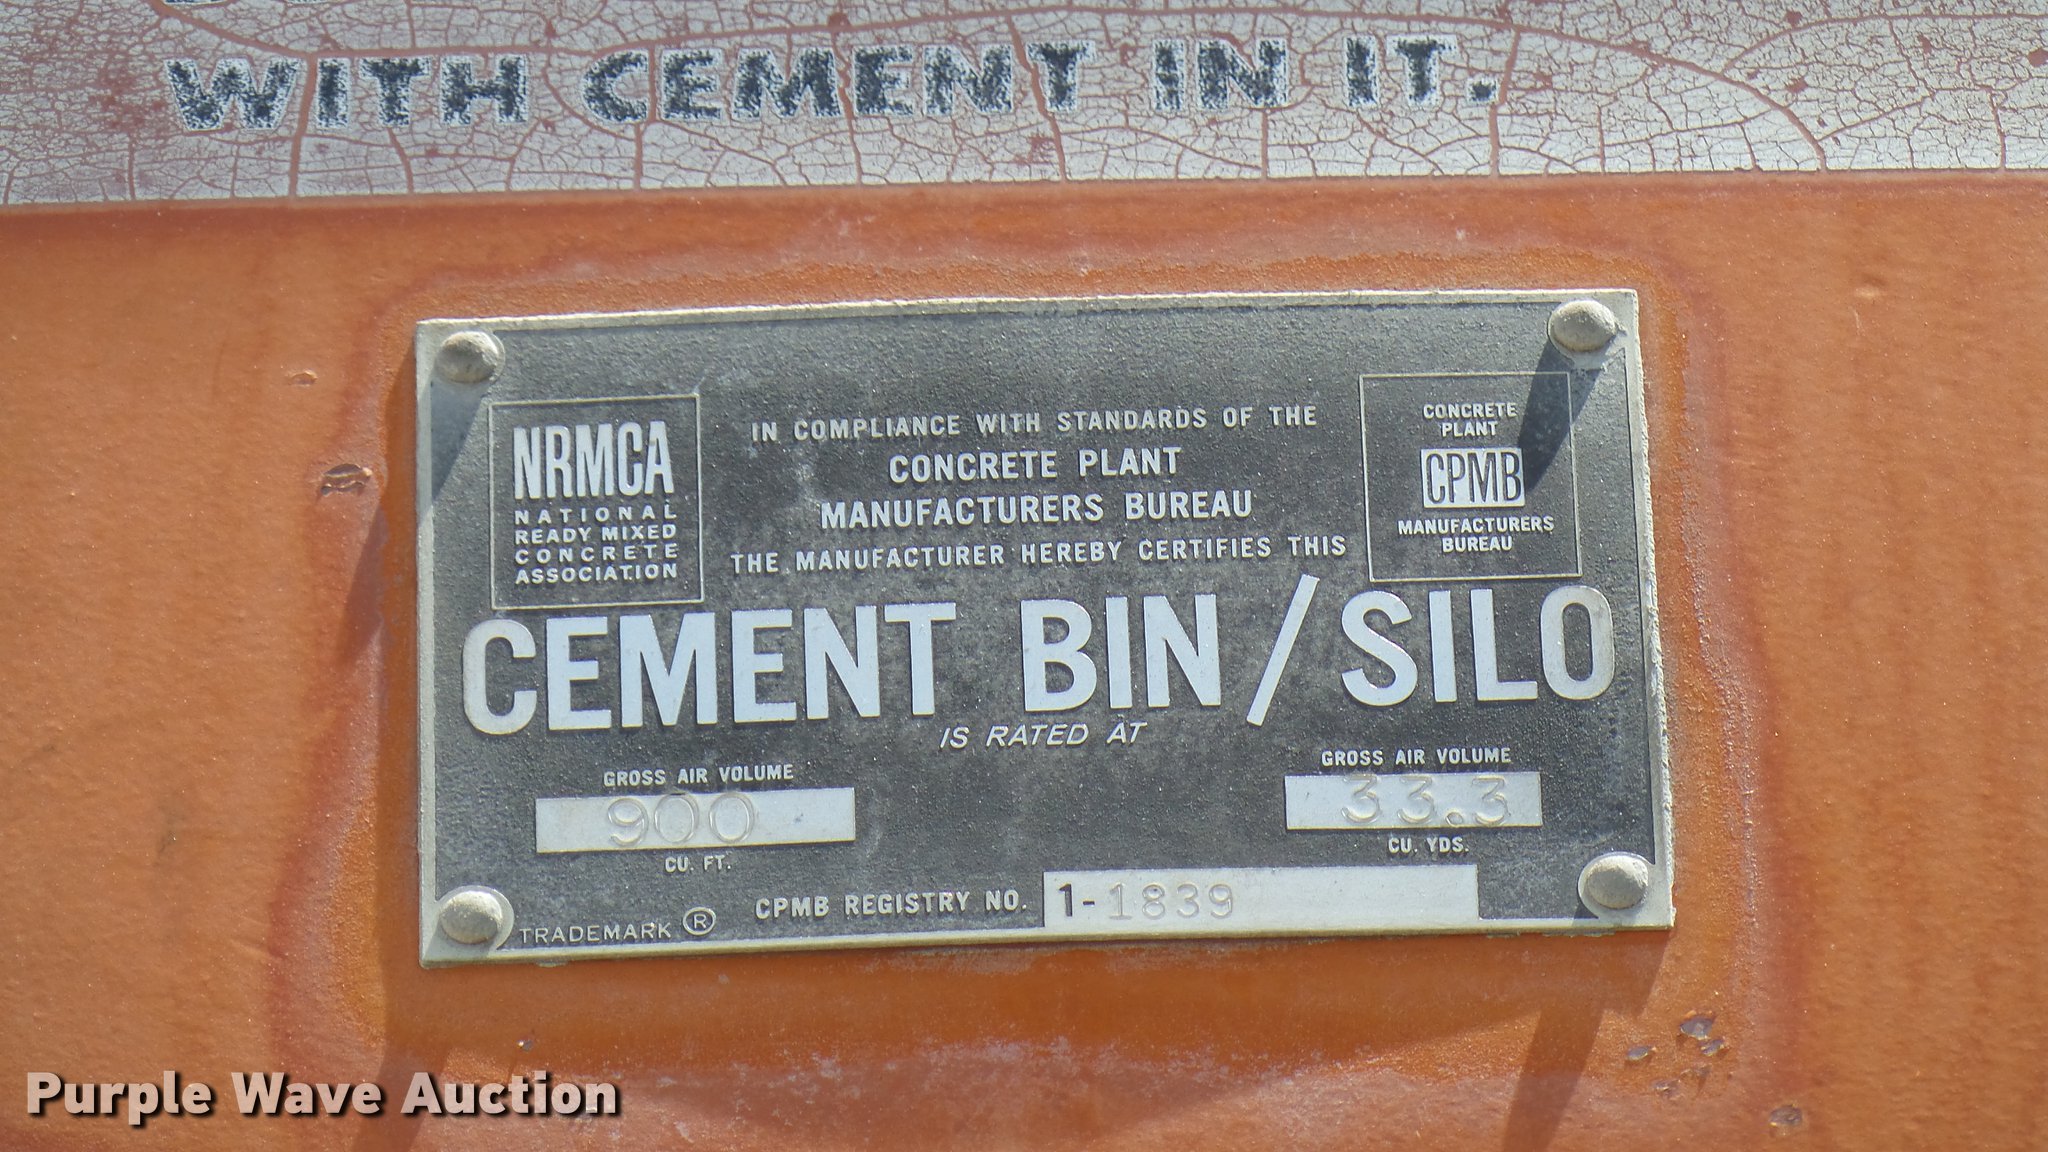 WITH CEMENT IN IT.
NRMCA
NATIONAL
READY MIXED
CONCRETE
ASSOCIATION
IN COMPLIANCE WITH STANDARDS OF THE
CONCRETE PLANT
MANUFACTURERS BUREAU
THE MANUFACTURER HEREBY CERTIFIES THIS
CONCRETE
PLANT
CPMB
MANUFACTURERS
BUREAU
CEMENT BIN/SILO
IS RATED AT
GROSS AIR VOLUME
900
CU. FT.
GROSS AIR VOLUME
33.3
CU. YDS.
TRADEMARK ®
CPMB REGISTRY NO. 1-1839
Purple Wave Auction